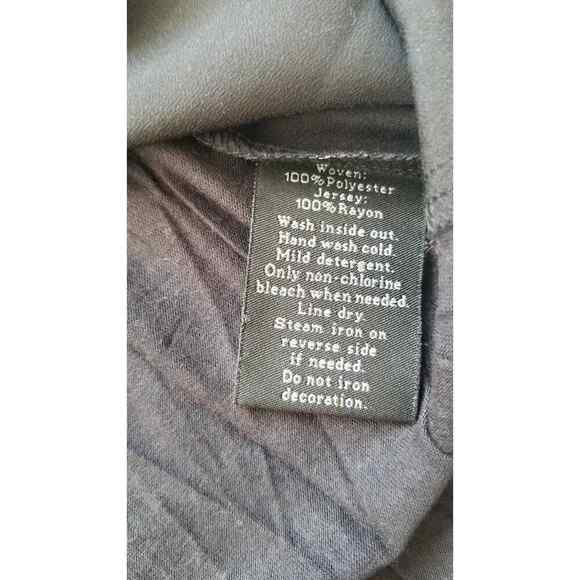 Woven:
100% Polyester
Jersey:
100% Rayon
Wash inside out.
Hand wash cold.
Mild detergent.
Only non-chlorine
bleach when needed.
Line dry.
Steam iron on
reverse side
if needed.
Do not iron
decoration.